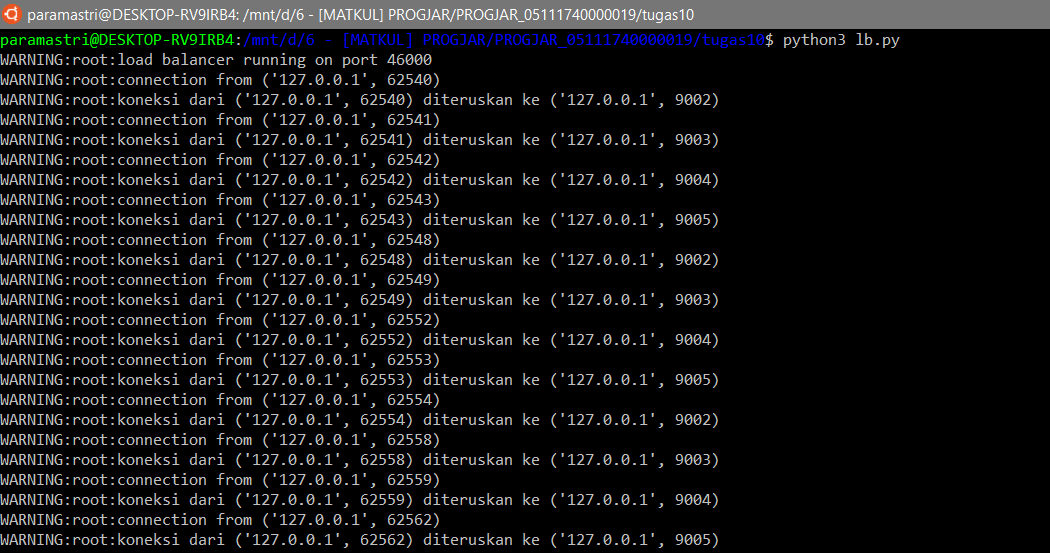 paramastri@DESKTOP-RV9IRB4: /mnt/d/6 - [MATKUL] PROGJAR/PROGJAR_05111740000019/tugas10
paramastri@DESKTOP-RV9IRB4:/mnt/d/6 - [MATKUL] PROGJAR/PROGJAR_05111740000019/tugas10$ python3 lb.py
WARNING:root:load balancer running on port 46000
WARNING:root:connection from ('127.0.0.1', 62540)
WARNING:root:koneksi dari ('127.0.0.1', 62540) diteruskan ke ('127.0.0.1', 9002)
WARNING:root:connection from ('127.0.0.1', 62541)
WARNING:root:koneksi dari ('127.0.0.1', 62541) diteruskan ke ('127.0.0.1', 9003)
WARNING:root:connection from ('127.0.0.1', 62542)
WARNING:root:koneksi dari ('127.0.0.1', 62542) diteruskan ke ('127.0.0.1', 9004)
WARNING:root:connection from ('127.0.0.1', 62543)
WARNING:root:koneksi dari ('127.0.0.1', 62543) diteruskan ke ('127.0.0.1', 9005)
WARNING:root:connection from ('127.0.0.1', 62548)
WARNING:root:koneksi dari ('127.0.0.1', 62548) diteruskan ke ('127.0.0.1', 9002)
WARNING:root:connection from ('127.0.0.1', 62549)
WARNING:root:koneksi dari ('127.0.0.1', 62549) diteruskan ke ('127.0.0.1', 9003)
WARNING:root:connection from ('127.0.0.1', 62552)
WARNING:root:koneksi dari ('127.0.0.1', 62552) diteruskan ke ('127.0.0.1', 9004)
WARNING:root:connection from ('127.0.0.1', 62553)
WARNING:root:koneksi dari ('127.0.0.1', 62553) diteruskan ke ('127.0.0.1', 9005)
WARNING:root:connection from ('127.0.0.1', 62554)
WARNING:root:koneksi dari ('127.0.0.1', 62554) diteruskan ke ('127.0.0.1', 9002)
WARNING:root:connection from ('127.0.0.1', 62558)
WARNING:root:koneksi dari ('127.0.0.1', 62558) diteruskan ke ('127.0.0.1', 9003)
WARNING:root:connection from ('127.0.0.1', 62559)
WARNING:root:koneksi dari ('127.0.0.1', 62559) diteruskan ke ('127.0.0.1', 9004)
WARNING:root:connection from ('127.0.0.1', 62562)
WARNING:root:koneksi dari ('127.0.0.1', 62562) diteruskan ke ('127.0.0.1', 9005)